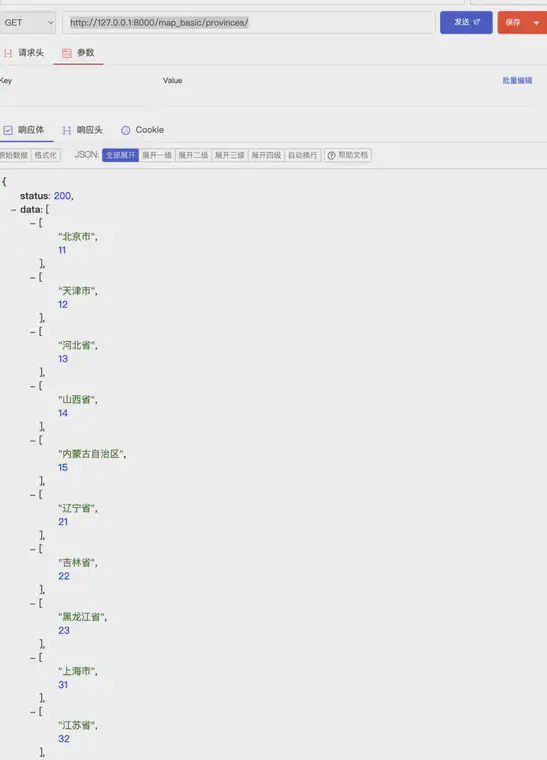 GET http://127.0.0.1:8000/map_basic/provinces/ 发送 保存
请求头 参数
Key Value 批量编辑
响应体 响应头 Cookie
原始数据 格式化 JSON: 全部展开 展开一级 展开二级 展开三级 展开四级 自动换行 帮助文档
{
status: 200,
− data: [
− [
"北京市",
11
],
− [
"天津市",
12
],
− [
"河北省",
13
],
− [
"山西省",
14
],
− [
"内蒙古自治区",
15
],
− [
"辽宁省",
21
],
− [
"吉林省",
22
],
− [
"黑龙江省",
23
],
− [
"上海市",
31
],
− [
"江苏省",
32
],